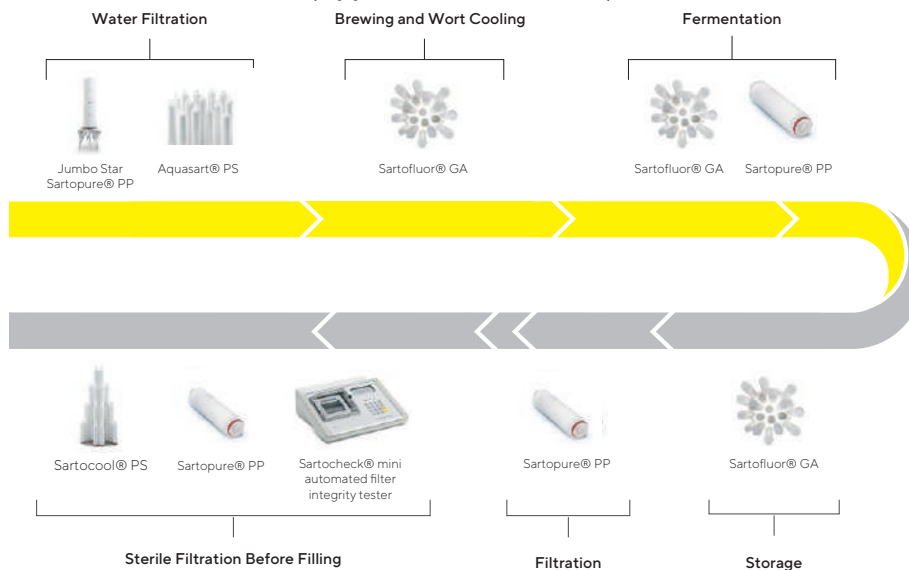 Water Filtration
Brewing and Wort Cooling
Fermentation
Jumbo Star
Sartopure® PP
Aquasart® PS
Sartofluor® GA
Sartofluor® GA
Sartopure® PP
Sartocool® PS
Sartopure® PP
Sartocheck® mini
automated filter
integrity tester
Sartopure® PP
Sartofluor® GA
Sterile Filtration Before Filling
Filtration
Storage